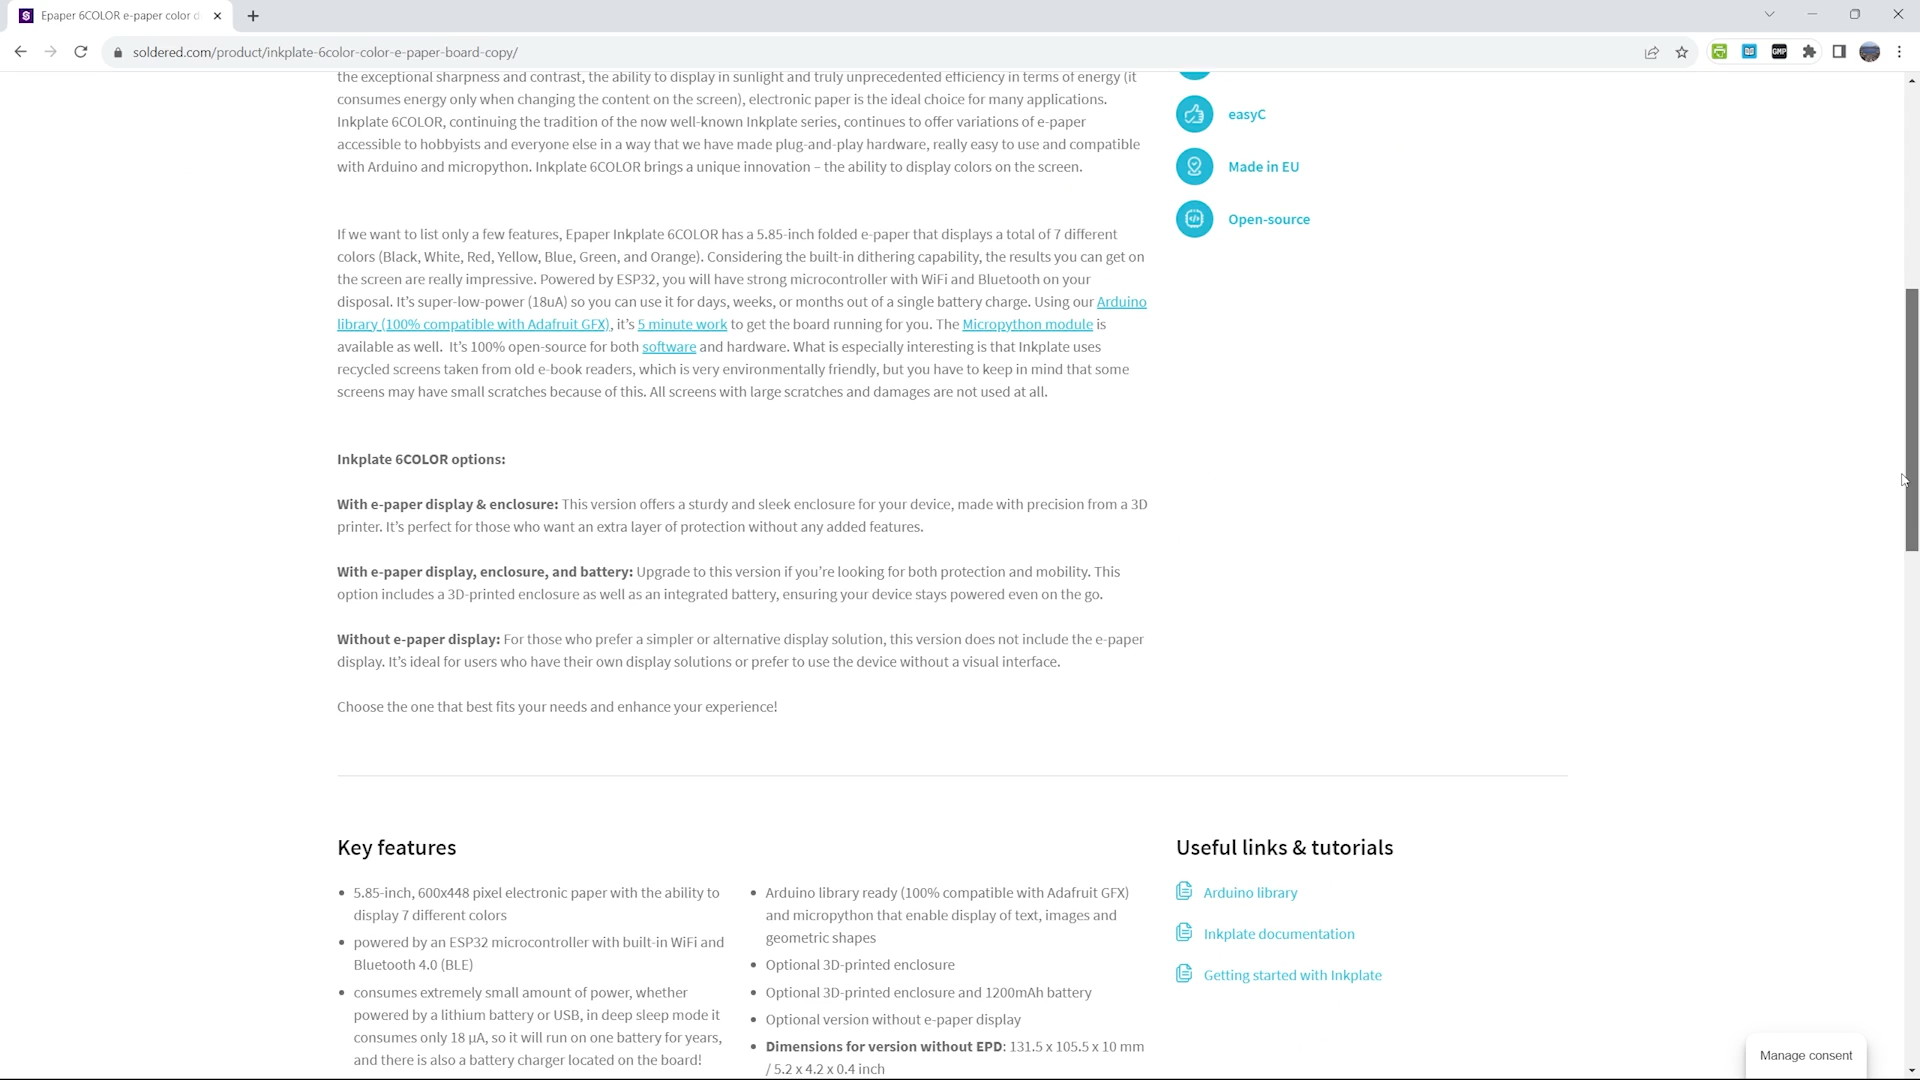 Epaper 6COLOR e-paper color d
soldered.com/product/inkplate-6color-color-e-paper-board-copy/
GMP
the exceptional sharpness and contrast, the ability to display in sunlight and truly unprecedented efficiency in terms of energy (it
consumes energy only when changing the content on the screen), electronic paper is the ideal choice for many applications.
Inkplate 6COLOR, continuing the tradition of the now well-known Inkplate series, continues to offer variations of e-paper
accessible to hobbyists and everyone else in a way that we have made plug-and-play hardware, really easy to use and compatible
with Arduino and micropython. Inkplate 6COLOR brings a unique innovation – the ability to display colors on the screen.
If we want to list only a few features, Epaper Inkplate 6COLOR has a 5.85-inch folded e-paper that displays a total of 7 different
colors (Black, White, Red, Yellow, Blue, Green, and Orange). Considering the built-in dithering capability, the results you can get on
the screen are really impressive. Powered by ESP32, you will have strong microcontroller with WiFi and Bluetooth on your
disposal. It's super-low-power (18uA) so you can use it for days, weeks, or months out of a single battery charge. Using our Arduino
library (100% compatible with Adafruit GFX), it's 5 minute work to get the board running for you. The Micropython module is
available as well. It's 100% open-source for both software and hardware. What is especially interesting is that Inkplate uses
recycled screens taken from old e-book readers, which is very environmentally friendly, but you have to keep in mind that some
screens may have small scratches because of this. All screens with large scratches and damages are not used at all.
Inkplate 6COLOR options:
With e-paper display & enclosure: This version offers a sturdy and sleek enclosure for your device, made with precision from a 3D
printer. It's perfect for those who want an extra layer of protection without any added features.
With e-paper display, enclosure, and battery: Upgrade to this version if you're looking for both protection and mobility. This
option includes a 3D-printed enclosure as well as an integrated battery, ensuring your device stays powered even on the go.
Without e-paper display: For those who prefer a simpler or alternative display solution, this version does not include the e-paper
display. It's ideal for users who have their own display solutions or prefer to use the device without a visual interface.
Choose the one that best fits your needs and enhance your experience!
easyC
Made in EU
Open-source
Key features
5.85-inch, 600x448 pixel electronic paper with the ability to
display 7 different colors
powered by an ESP32 microcontroller with built-in WiFi and
Bluetooth 4.0 (BLE)
consumes extremely small amount of power, whether
powered by a lithium battery or USB, in deep sleep mode it
consumes only 18 µA, so it will run on one battery for years,
and there is also a battery charger located on the board!
Arduino library ready (100% compatible with Adafruit GFX)
and micropython that enable display of text, images and
geometric shapes
Optional 3D-printed enclosure
Optional 3D-printed enclosure and 1200mAh battery
Optional version without e-paper display
Dimensions for version without EPD: 131.5 x 105.5 x 10 mm
/ 5.2 x 4.2 x 0.4 inch
Useful links & tutorials
Arduino library
Inkplate documentation
Getting started with Inkplate
Manage consent